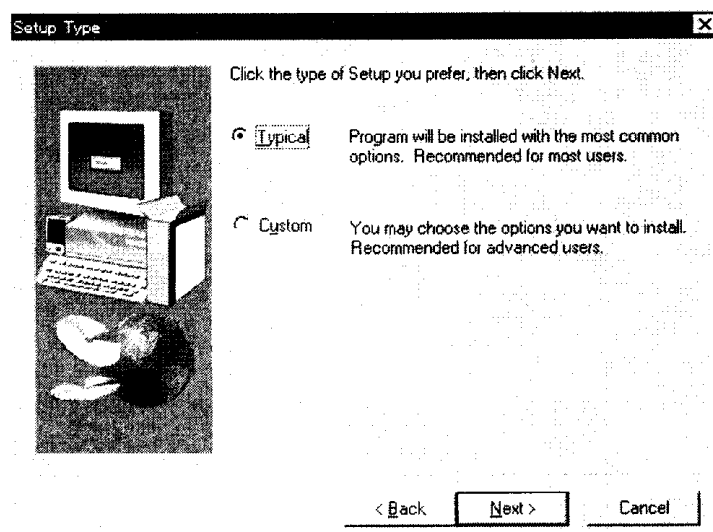 Setup Type
Click the type of Setup you prefer, then click Next.
Typical
Program will be installed with the most common
options. Recommended for most users.
Custom
You may choose the options you want to install.
Recommended for advanced users.
< Back
Next >
Cancel